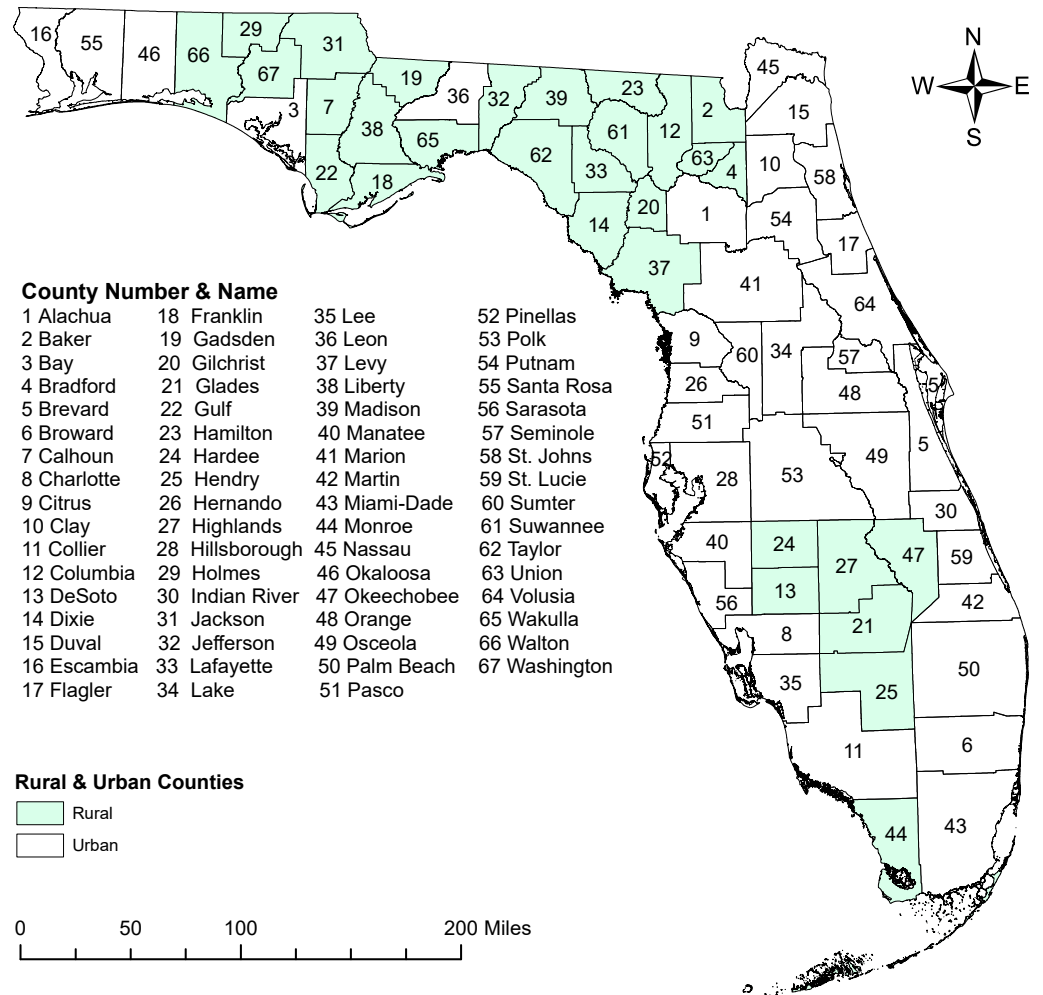 N
W E
S
16
55
46
66
29
67
31
3
7
38
19
36
32
39
23
65
22
18
62
61
33
12
2
63
4
14
20
37
1
45
15
10
58
54
17
41
64
9
60
34
57
26
48
51
5
5
49
52
28
53
30
40
24
27
47
59
13
56
42
8
21
50
35
25
11
6
44
43
County Number & Name
1 Alachua
2 Baker
3 Bay
4 Bradford
5 Brevard
6 Broward
7 Calhoun
8 Charlotte
9 Citrus
10 Clay
11 Collier
12 Columbia
13 DeSoto
14 Dixie
15 Duval
16 Escambia
17 Flagler
18 Franklin
19 Gadsden
20 Gilchrist
21 Glades
22 Gulf
23 Hamilton
24 Hardee
25 Hendry
26 Hernando
27 Highlands
28 Hillsborough
29 Holmes
30 Indian River
31 Jackson
32 Jefferson
33 Lafayette
34 Lake
35 Lee
36 Leon
37 Levy
38 Liberty
39 Madison
40 Manatee
41 Marion
42 Martin
43 Miami-Dade
44 Monroe
45 Nassau
46 Okaloosa
47 Okeechobee
48 Orange
49 Osceola
50 Palm Beach
51 Pasco
52 Pinellas
53 Polk
54 Putnam
55 Santa Rosa
56 Sarasota
57 Seminole
58 St. Johns
59 St. Lucie
60 Sumter
61 Suwannee
62 Taylor
63 Union
64 Volusia
65 Wakulla
66 Walton
67 Washington
Rural & Urban Counties
Rural
Urban
0 50 100 200 Miles